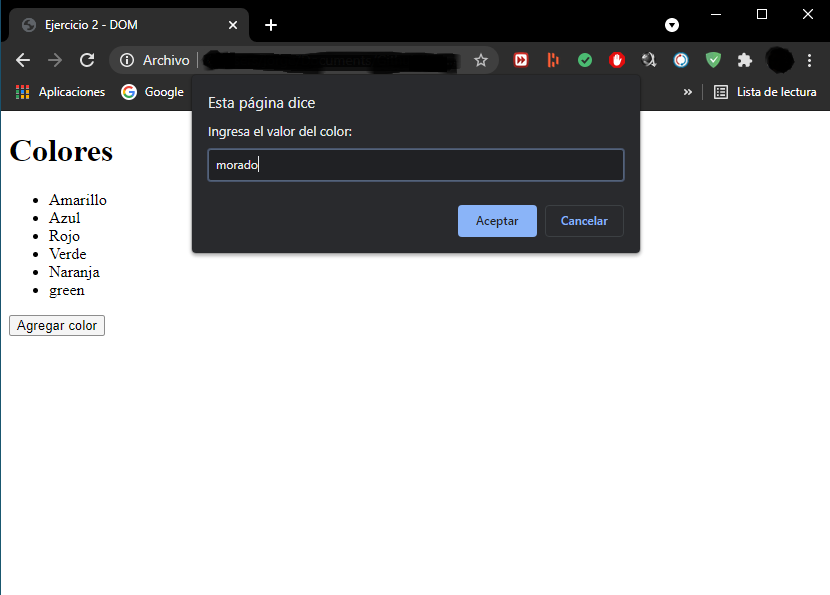 Ejercicio 2 - DOM
Archivo
Aplicaciones
Google
»
Lista de lectura
Esta página dice
Ingresa el valor del color:
morado
Aceptar
Cancelar
Colores
Amarillo
Azul
Rojo
Verde
Naranja
green
Agregar color